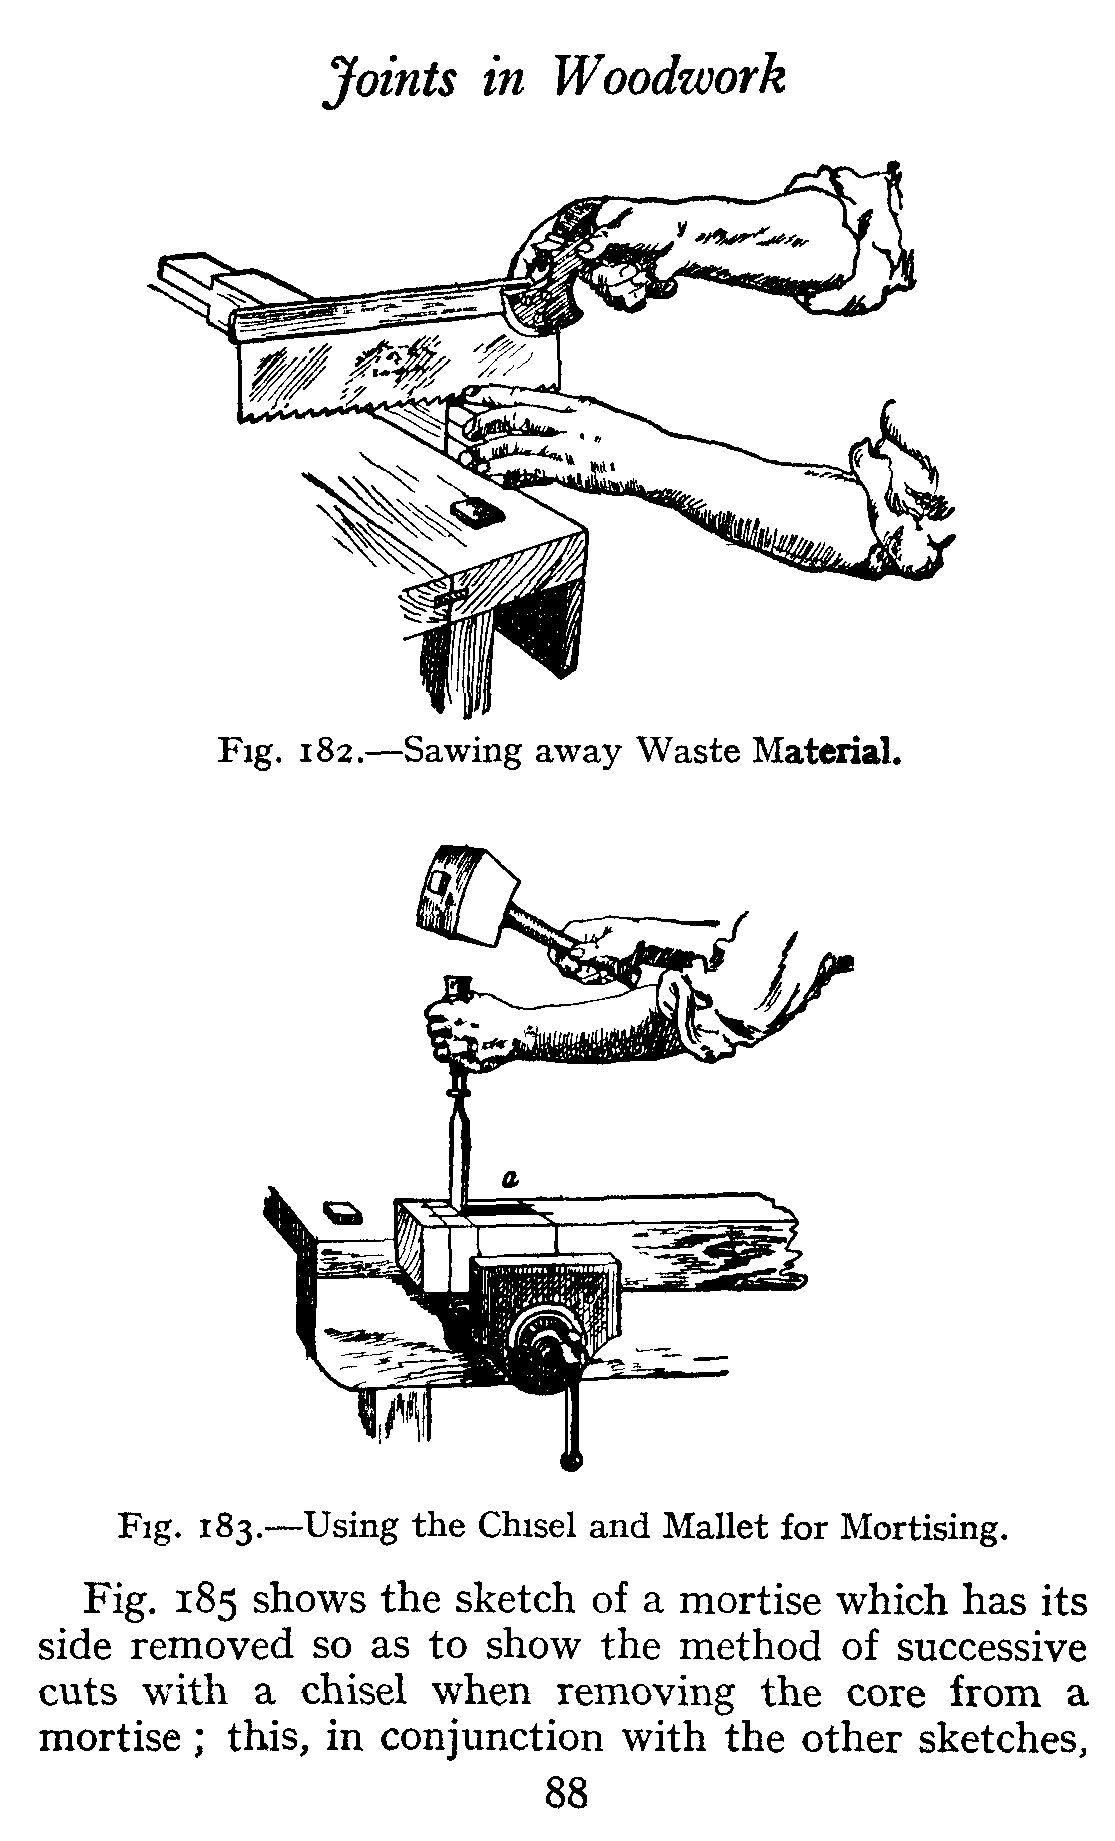 Joints in Woodwork
Fig. 182.—Sawing away Waste Material.
a
Fig. 183.—Using the Chisel and Mallet for Mortising.
Fig. 185 shows the sketch of a mortise which has its
side removed so as to show the method of successive
cuts with a chisel when removing the core from a
mortise ; this, in conjunction with the other sketches,
88